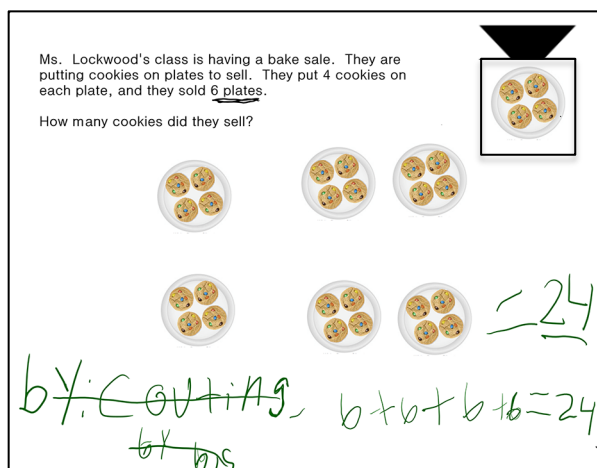 Ms. Lockwood's class is having a bake sale. They are
putting cookies on plates to sell. They put 4 cookies on
each plate, and they sold 6 plates.
How many cookies did they sell?
= 24
by: Couting
6+6+6+6=24
by 6s